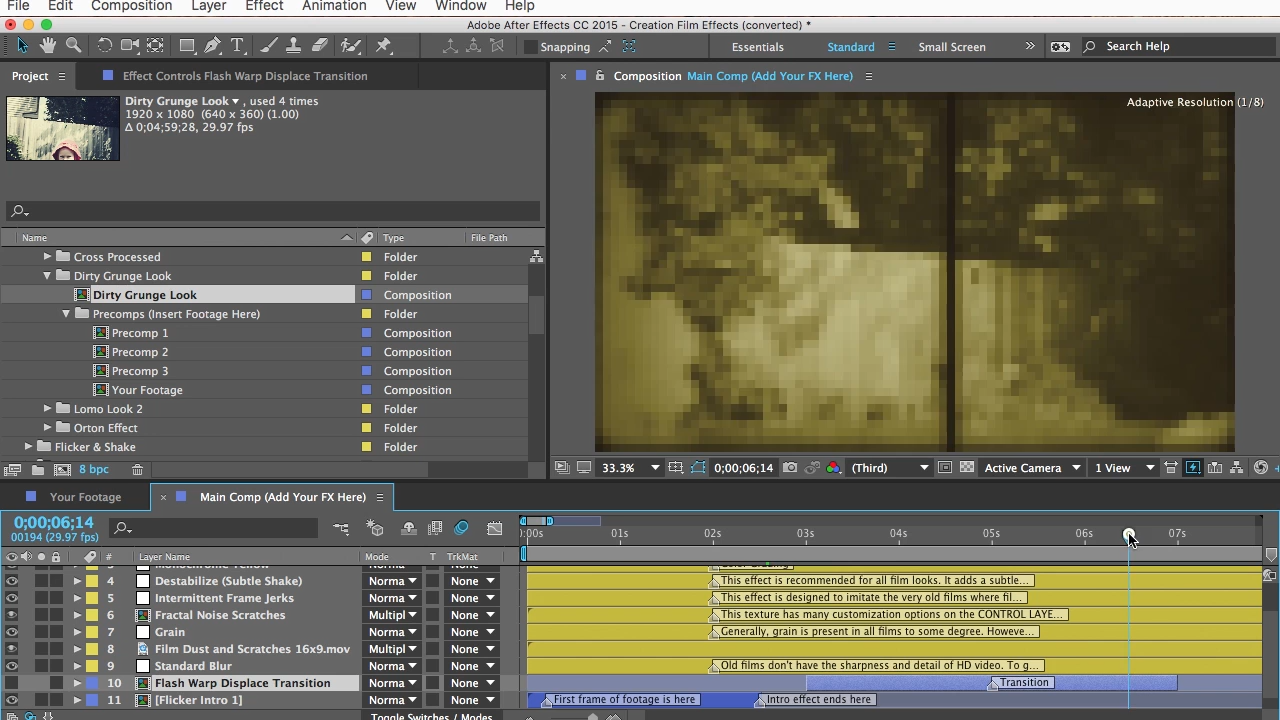 File Edit Composition Layer Effect Animation View Window Help
Adobe After Effects CC 2015 - Creation Film Effects (converted) *
Snapping Essentials Standard Small Screen Search Help
Project Effect Controls Flash Warp Displace Transition
Composition Main Comp (Add Your FX Here)
Dirty Grunge Look , used 4 times
1920 x 1080 (640 x 360) (1.00)
Δ 0;04;59;28, 29.97 fps
Adaptive Resolution (1/8)
Name Type File Path
Cross Processed Folder
Dirty Grunge Look Folder
Dirty Grunge Look Composition
Precomps (Insert Footage Here) Folder
Precomp 1 Composition
Precomp 2 Composition
Precomp 3 Composition
Your Footage Composition
Lomo Look 2 Folder
Orton Effect Folder
Flicker & Shake Folder
8 bpc
33.3% 0;00;06;14 (Third) Active Camera 1 View
Your Footage Main Comp (Add Your FX Here)
0;00;06;14
00194 (29.97 fps)
):00s 01s 02s 03s 04s 05s 06s 07s
# Layer Name Mode T TrkMat
4 Destabilize (Subtle Shake) Norma None This effect is recommended for all film looks. It adds a subtle...
5 Intermittent Frame Jerks Norma None This effect is designed to imitate the very old films where fil...
6 Fractal Noise Scratches Multipl None This texture has many customization options on the CONTROL LAYE...
7 Grain Norma None Generally, grain is present in all films to some degree. Howeve...
8 Film Dust and Scratches 16x9.mov Multipl None
9 Standard Blur Norma None Old films don't have the sharpness and detail of HD video. To g...
10 Flash Warp Displace Transition Norma None Transition
11 [Flicker Intro 1] Norma None First frame of footage is here Intro effect ends here
Toggle Switches / Modes